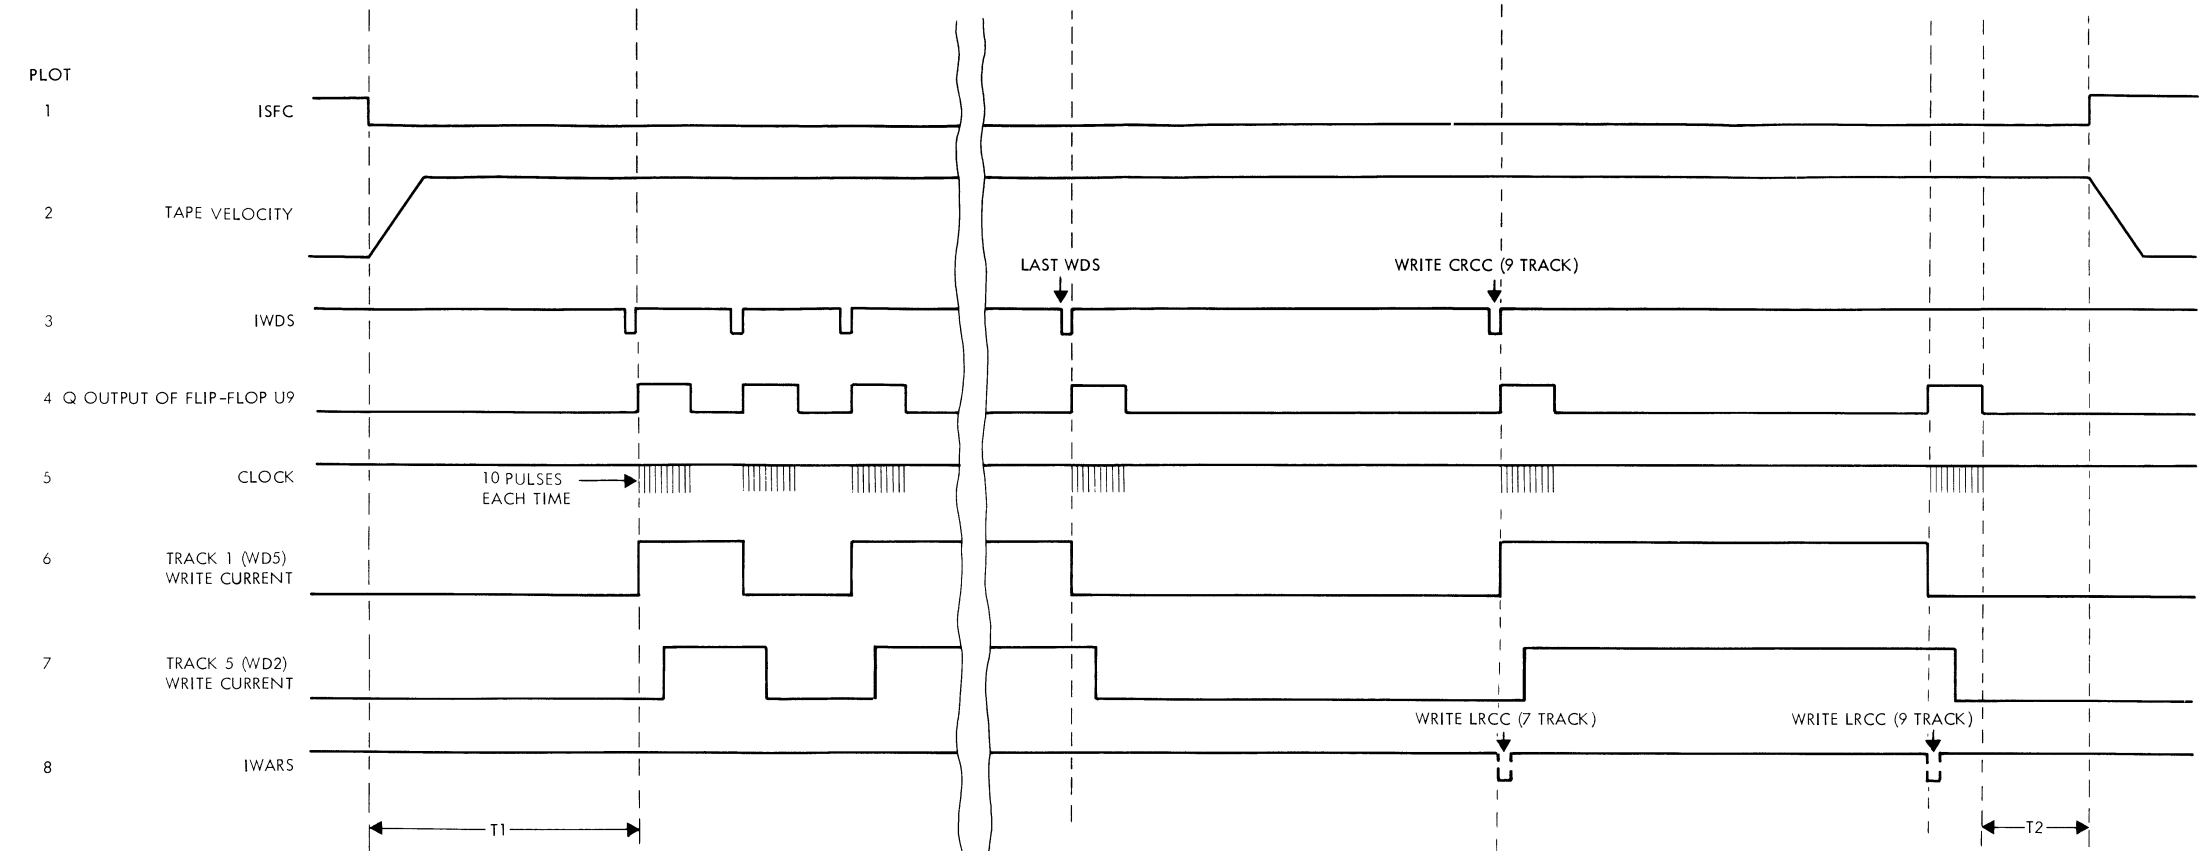 PLOT
1 ISFC
2 TAPE VELOCITY
LAST WDS
WRITE CRCC (9 TRACK)
3 IWDS
4 Q OUTPUT OF FLIP-FLOP U9
5 CLOCK
10 PULSES
EACH TIME
6 TRACK 1 (WD5)
WRITE CURRENT
7 TRACK 5 (WD2)
WRITE CURRENT
WRITE LRCC (7 TRACK)
WRITE LRCC (9 TRACK)
8 IWARS
T1
T2